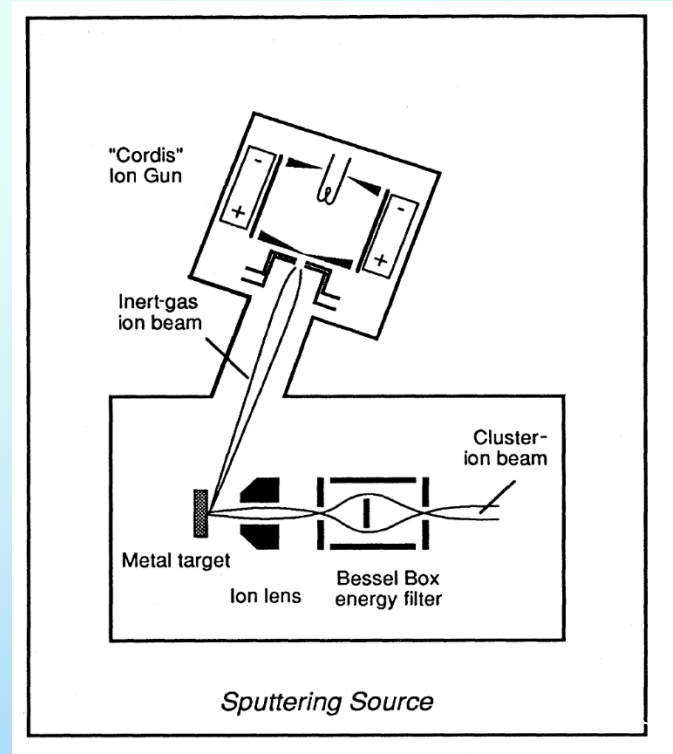 "Cordis"
Ion Gun
-
+
-
+
Inert-gas
ion beam
Cluster-
ion beam
Metal target
Ion lens
Bessel Box
energy filter
Sputtering Source